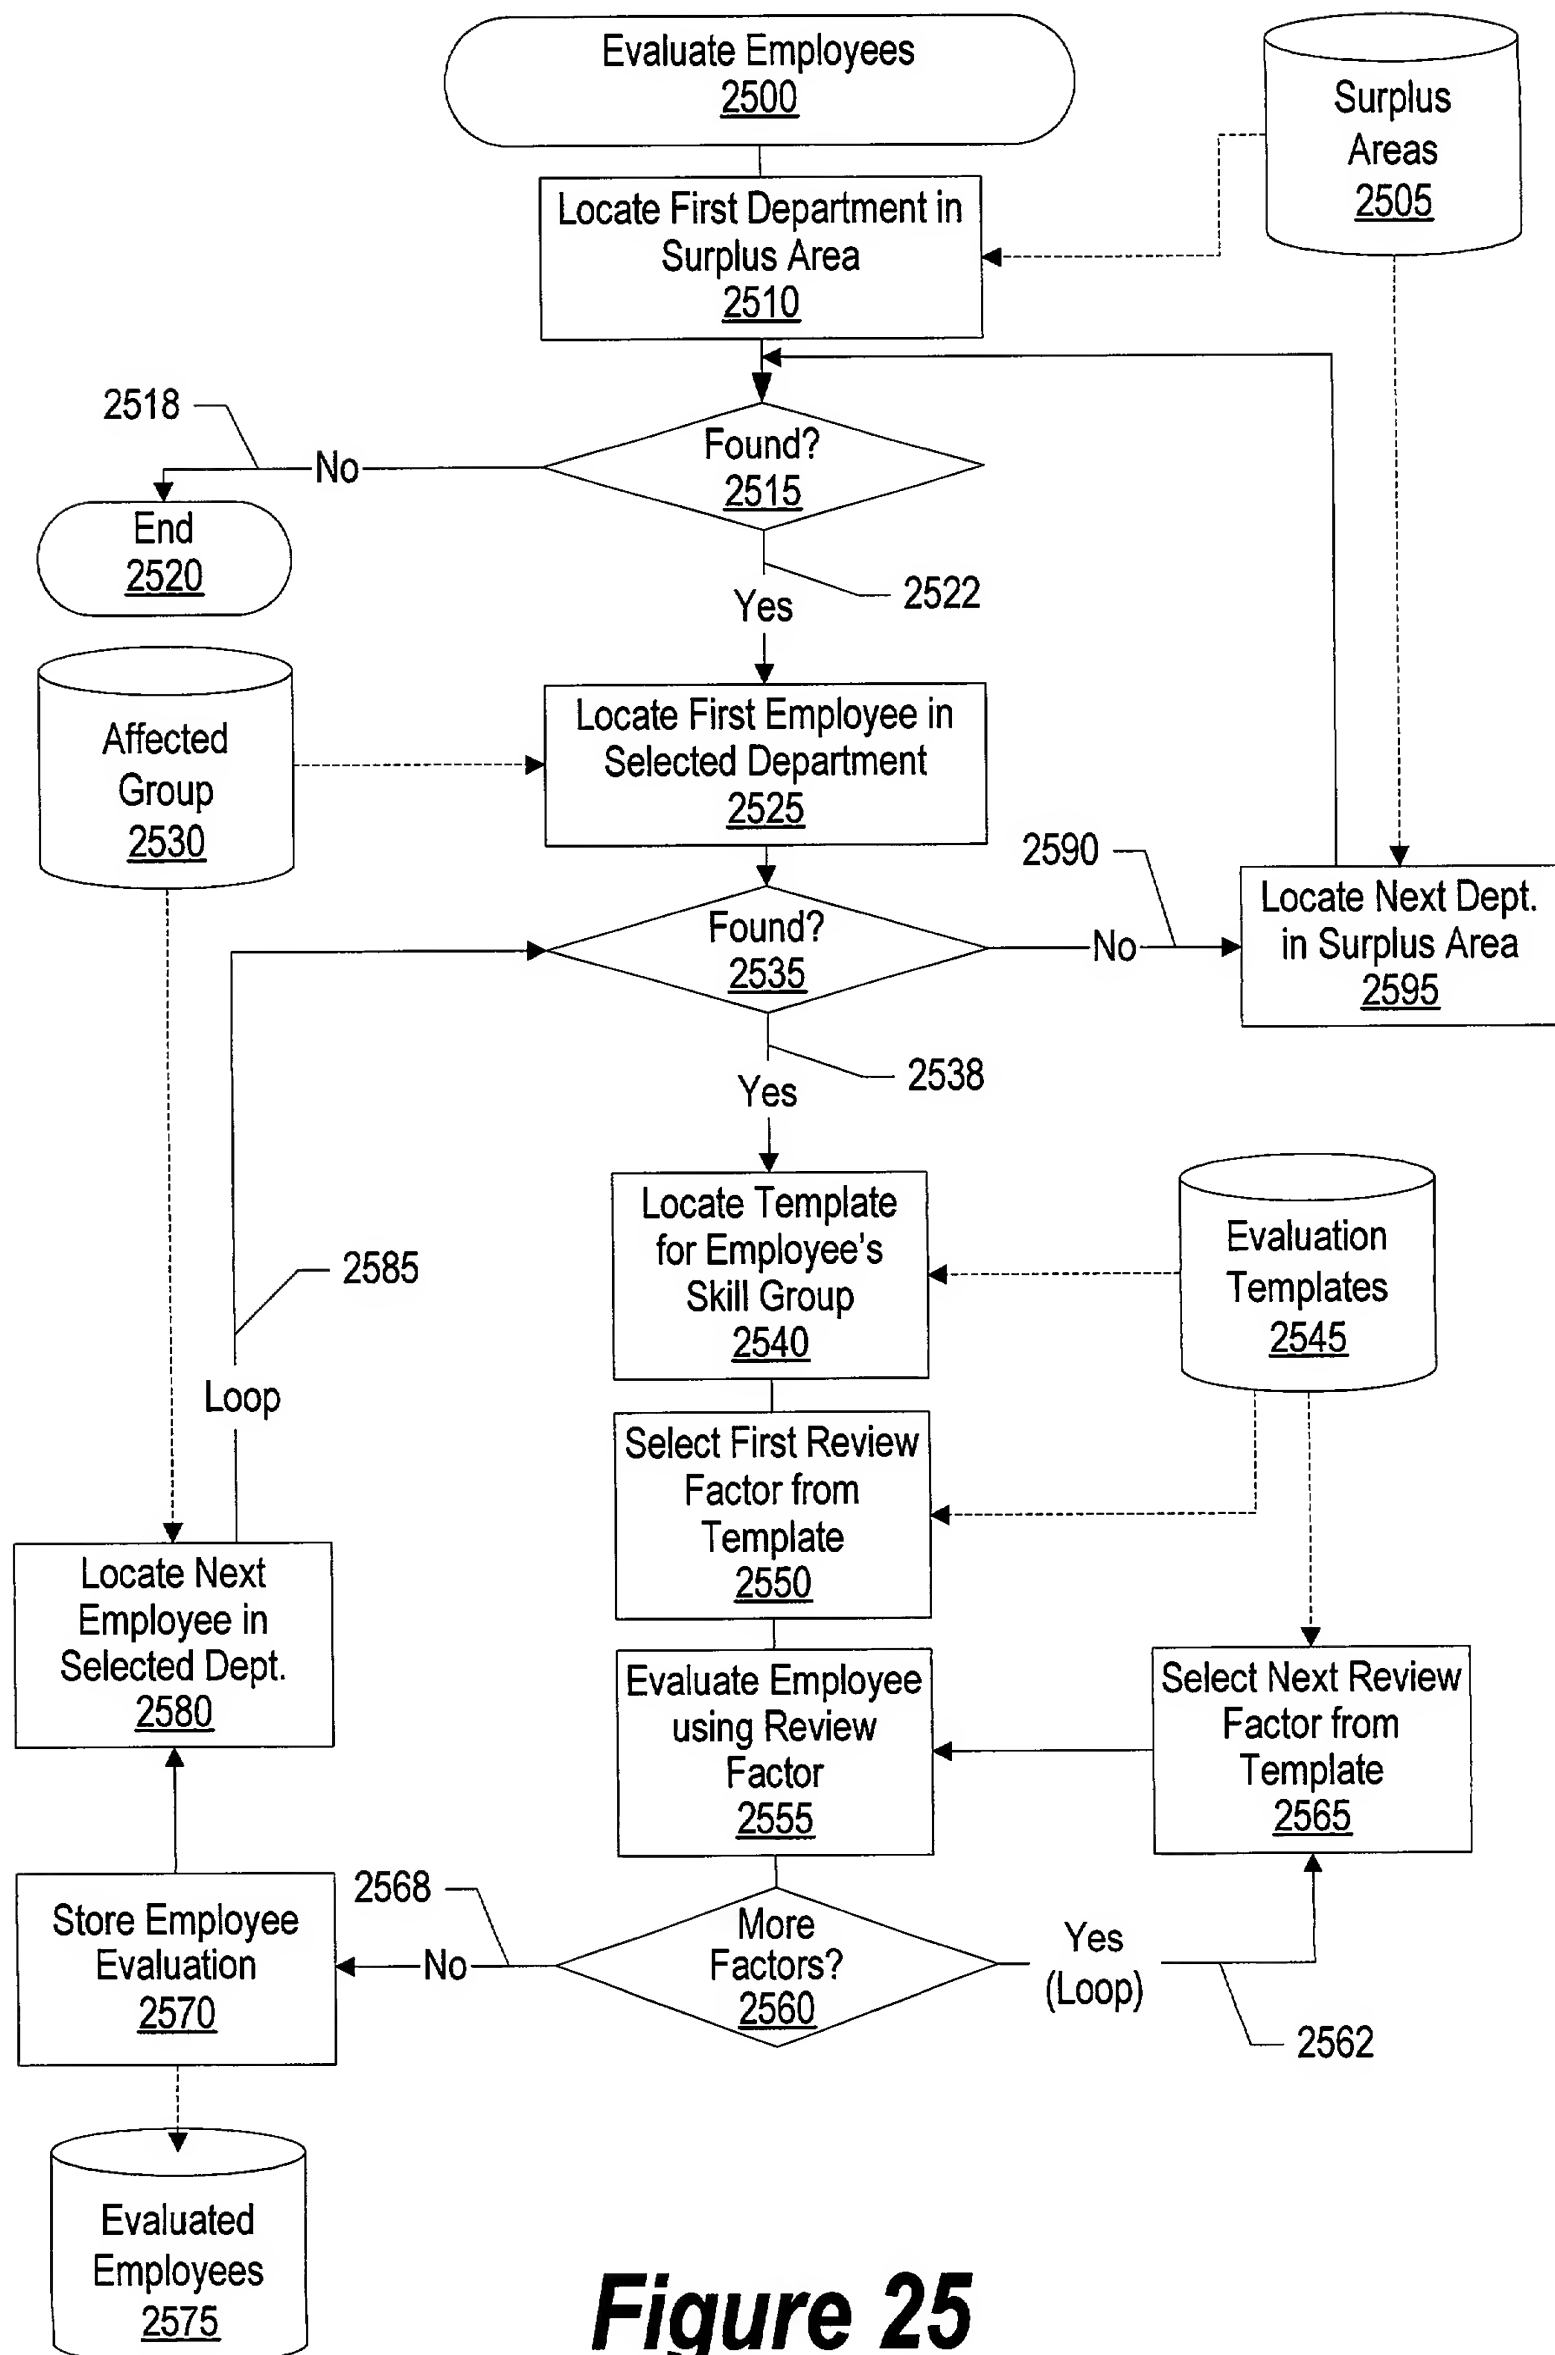 Evaluate Employees
2500
Surplus
Areas
2505
Locate First Department in
Surplus Area
2510
2518
No
Found?
2515
End
2520
2522
Yes
Affected
Group
2530
Locate First Employee in
Selected Department
2525
2590
Found?
2535
No
Locate Next Dept.
in Surplus Area
2595
2538
Yes
Locate Template
for Employee's
Skill Group
2540
Evaluation
Templates
2545
2585
Loop
Select First Review
Factor from
Template
2550
Locate Next
Employee in
Selected Dept.
2580
Evaluate Employee
using Review
Factor
2555
Select Next Review
Factor from
Template
2565
2568
Store Employee
Evaluation
2570
No
More
Factors?
2560
Yes
(Loop)
2562
Evaluated
Employees
2575
Figure 25